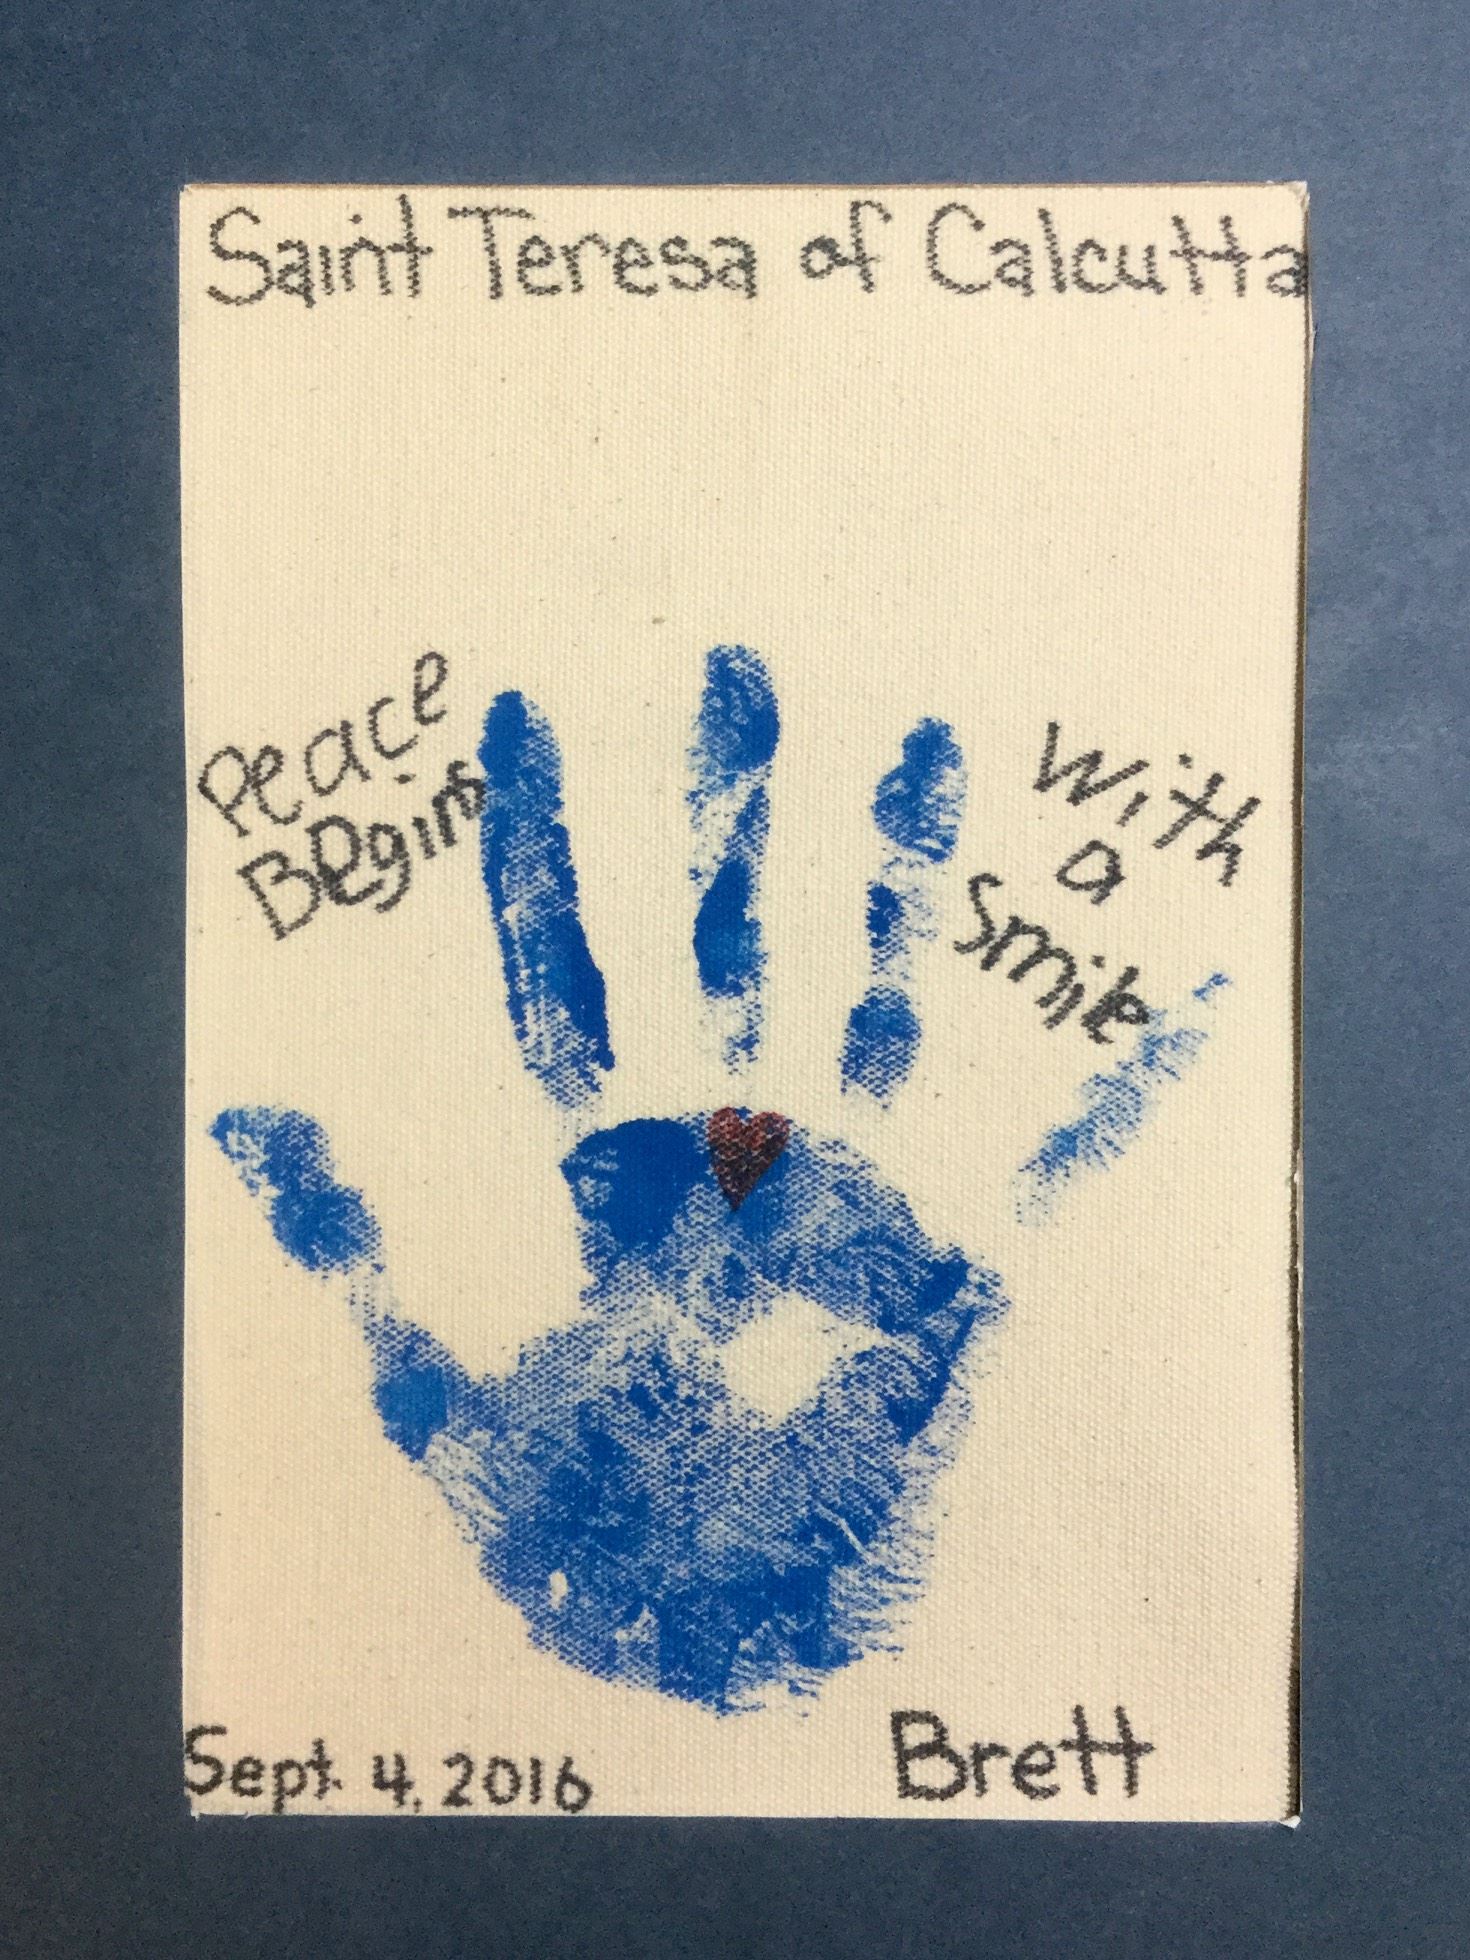 Saint Teresa of Calcutta
Peace
Begins
with
a
smile
Sept. 4, 2016
Brett